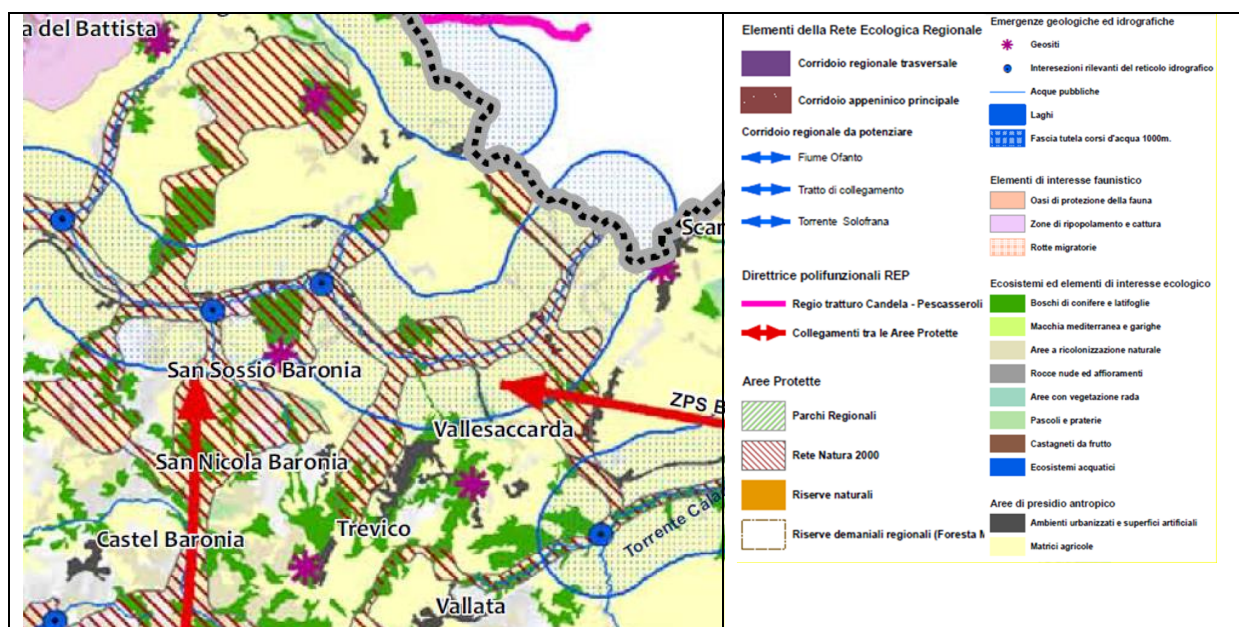 a del Battista
Scar
San Sossio Baronia
ZPS B
Vallesaccarda
San Nicola Baronia
Castel Baronia
Trevico
Torrente Cala
Vallata
Elementi della Rete Ecologica Regionale
Corridoio regionale trasversale
Corridoio appeninico principale
Corridoio regionale da potenziare
Fiume Ofanto
Tratto di collegamento
Torrente Solofrana
Direttrice polifunzionali REP
Regio tratturo Candela - Pescasseroli
Collegamenti tra le Aree Protette
Aree Protette
Parchi Regionali
Rete Natura 2000
Riserve naturali
Riserve demaniali regionali (Foresta M
Emergenze geologiche ed idrografiche
Geositi
Interesezioni rilevanti del reticolo idrografico
Acque pubbliche
Laghi
Fascia tutela corsi d'acqua 1000m.
Elementi di interesse faunistico
Oasi di protezione della fauna
Zone di ripopolamento e cattura
Rotte migratorie
Ecosistemi ed elementi di interesse ecologico
Boschi di conifere e latifoglie
Macchia mediterranea e garighe
Aree a ricolonizzazione naturale
Rocce nude ed affioramenti
Aree con vegetazione rada
Pascoli e praterie
Castagneti da frutto
Ecosistemi acquatici
Aree di presidio antropico
Ambienti urbanizzati e superfici artificiali
Matrici agricole